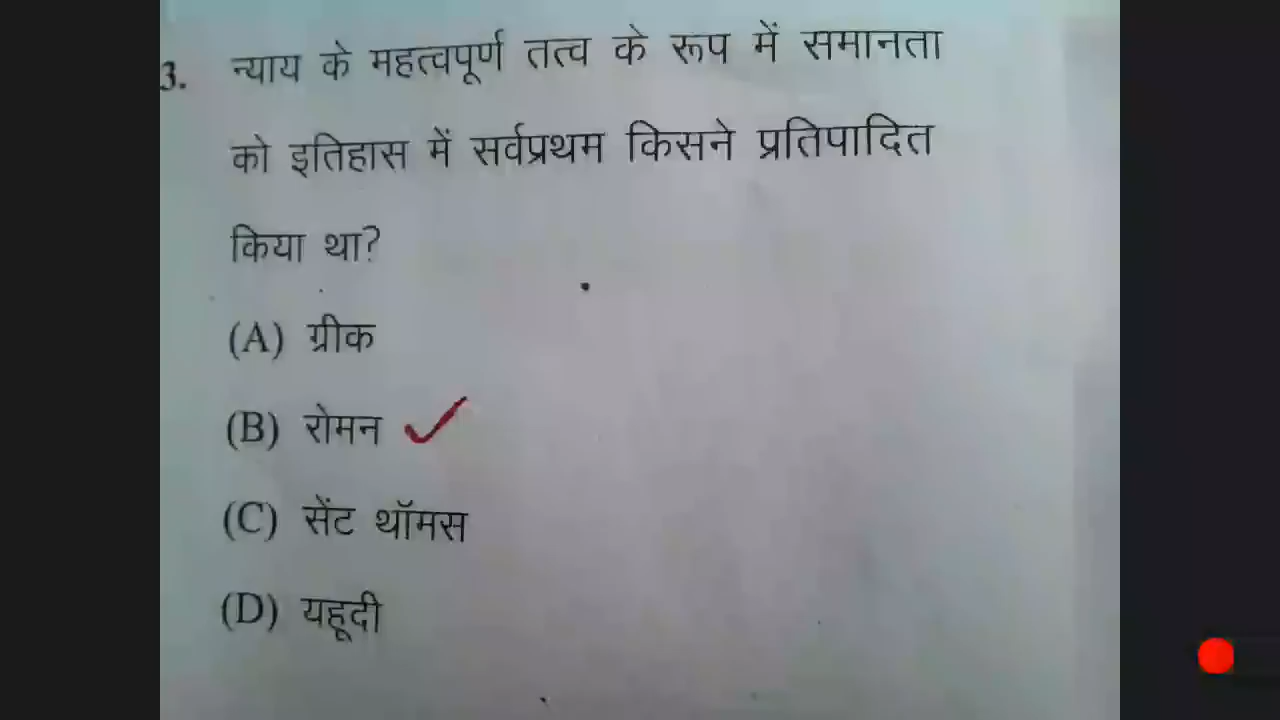 3. न्याय के महत्वपूर्ण तत्व के रूप में समानता
को इतिहास में सर्वप्रथम किसने प्रतिपादित
किया था?
(A) ग्रीक
(B) रोमन
(C) सेंट थॉमस
(D) यहूदी